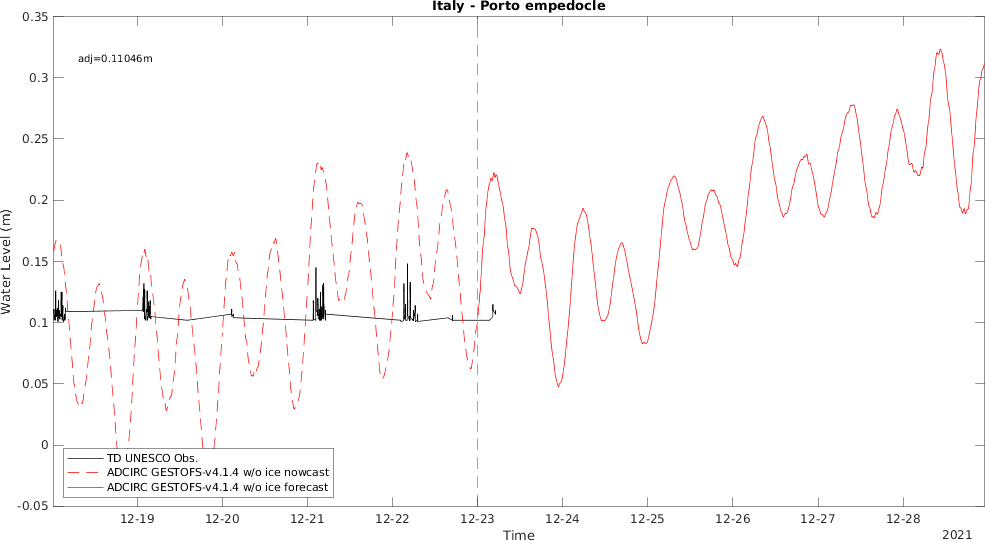 Italy - Porto empedocle
0.35
adj=0.11046m
0.3
0.25
0.2
0.15
0.1
0.05
0
-0.05
Water Level (m)
TD UNESCO Obs.
ADCIRC GESTOFS-v4.1.4 w/o ice nowcast
ADCIRC GESTOFS-v4.1.4 w/o ice forecast
12-19 12-20 12-21 12-22 12-23 12-24 12-25 12-26 12-27 12-28
Time
2021